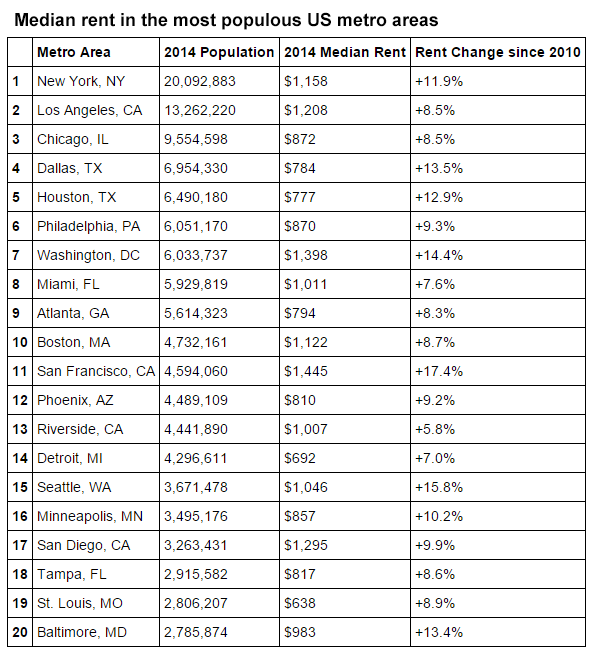 Median rent in the most populous US metro areas
Metro Area 2014 Population 2014 Median Rent Rent Change since 2010
1 New York, NY 20,092,883 $1,158 +11.9%
2 Los Angeles, CA 13,262,220 $1,208 +8.5%
3 Chicago, IL 9,554,598 $872 +8.5%
4 Dallas, TX 6,954,330 $784 +13.5%
5 Houston, TX 6,490,180 $777 +12.9%
6 Philadelphia, PA 6,051,170 $870 +9.3%
7 Washington, DC 6,033,737 $1,398 +14.4%
8 Miami, FL 5,929,819 $1,011 +7.6%
9 Atlanta, GA 5,614,323 $794 +8.3%
10 Boston, MA 4,732,161 $1,122 +8.7%
11 San Francisco, CA 4,594,060 $1,445 +17.4%
12 Phoenix, AZ 4,489,109 $810 +9.2%
13 Riverside, CA 4,441,890 $1,007 +5.8%
14 Detroit, MI 4,296,611 $692 +7.0%
15 Seattle, WA 3,671,478 $1,046 +15.8%
16 Minneapolis, MN 3,495,176 $857 +10.2%
17 San Diego, CA 3,263,431 $1,295 +9.9%
18 Tampa, FL 2,915,582 $817 +8.6%
19 St. Louis, MO 2,806,207 $638 +8.9%
20 Baltimore, MD 2,785,874 $983 +13.4%